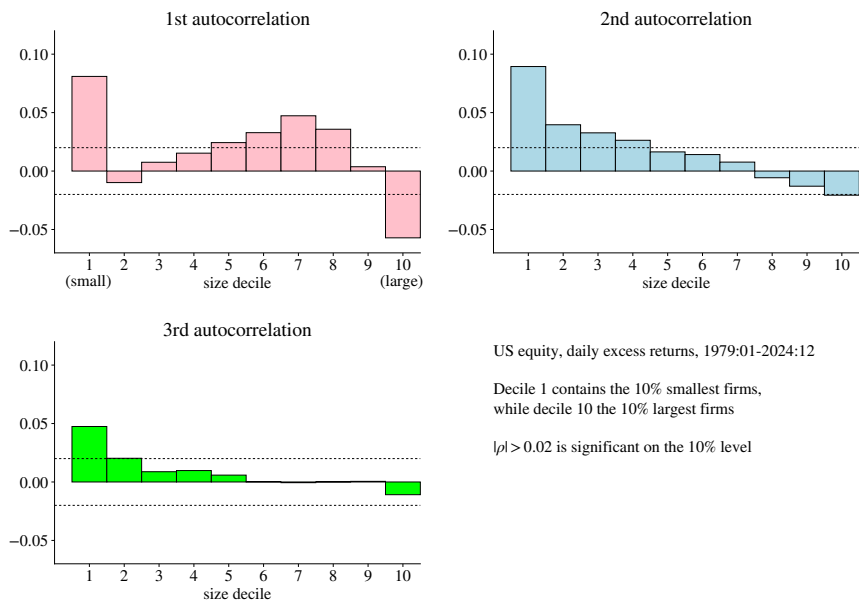 1st autocorrelation
0.10
0.05
0.00
−0.05
1 2 3 4 5 6 7 8 9 10
(small) (large)
size decile
2nd autocorrelation
0.10
0.05
0.00
−0.05
1 2 3 4 5 6 7 8 9 10
size decile
3rd autocorrelation
0.10
0.05
0.00
−0.05
1 2 3 4 5 6 7 8 9 10
size decile
US equity, daily excess returns, 1979:01-2024:12
Decile 1 contains the 10% smallest firms,
while decile 10 the 10% largest firms
|ρ| > 0.02 is significant on the 10% level